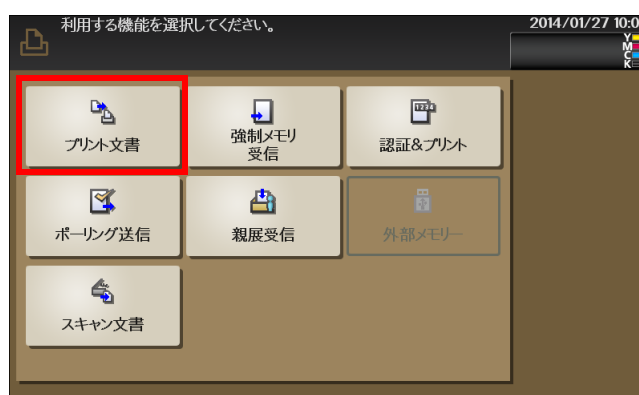 利用する機能を選択してください。
2014/01/27 10:0
Y
M
C
K
プリント文書
強制メモリ
受信
1234
認証&プリント
ポーリング送信
親展受信
外部メモリー
スキャン文書